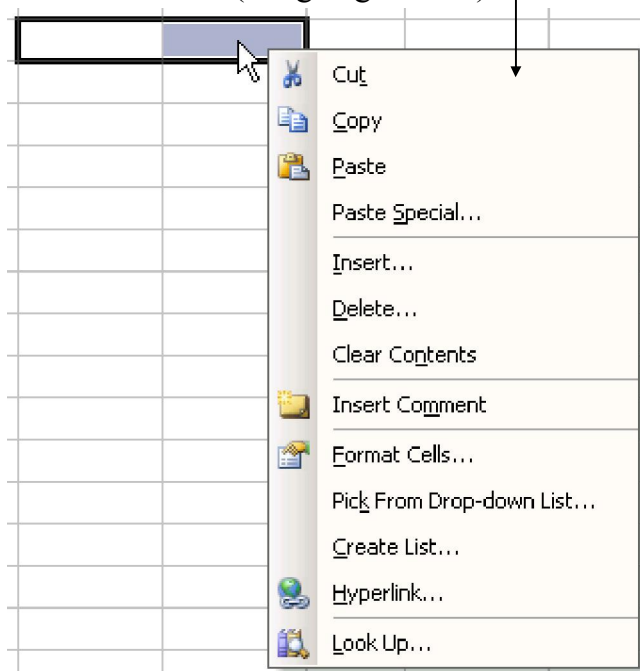 Cut
Copy
Paste
Paste Special...
Insert...
Delete...
Clear Contents
Insert Comment
Format Cells...
Pick From Drop-down List...
Create List...
Hyperlink...
Look Up...